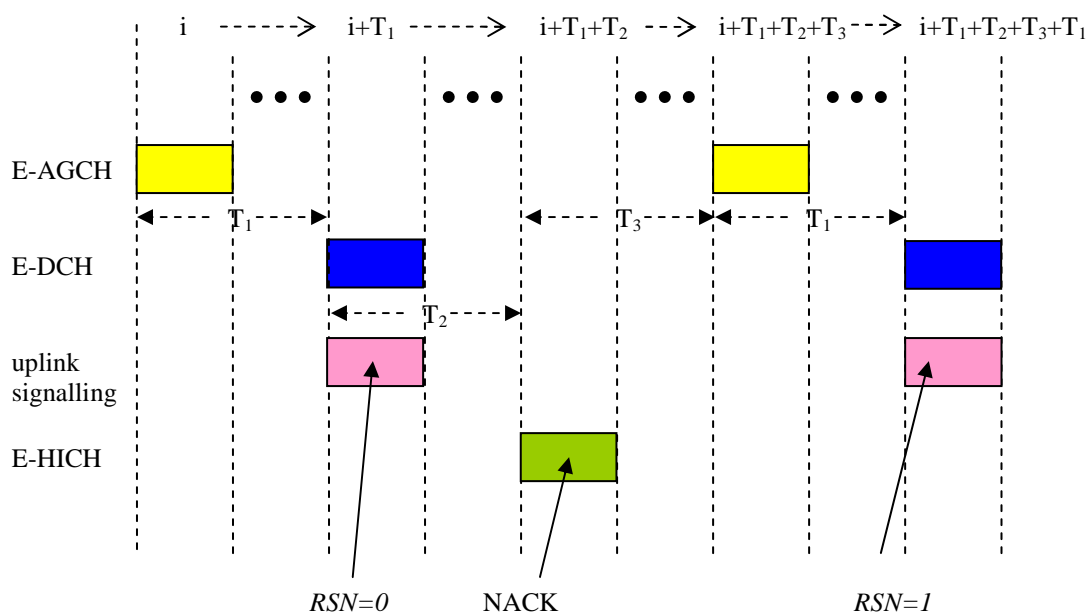 i i+T₁ i+T₁+T₂ i+T₁+T₂+T₃ i+T₁+T₂+T₃+T₁
E-AGCH
T₁ T₃ T₁
E-DCH
T₂
uplink
signalling
E-HICH
RSN=0 NACK RSN=1